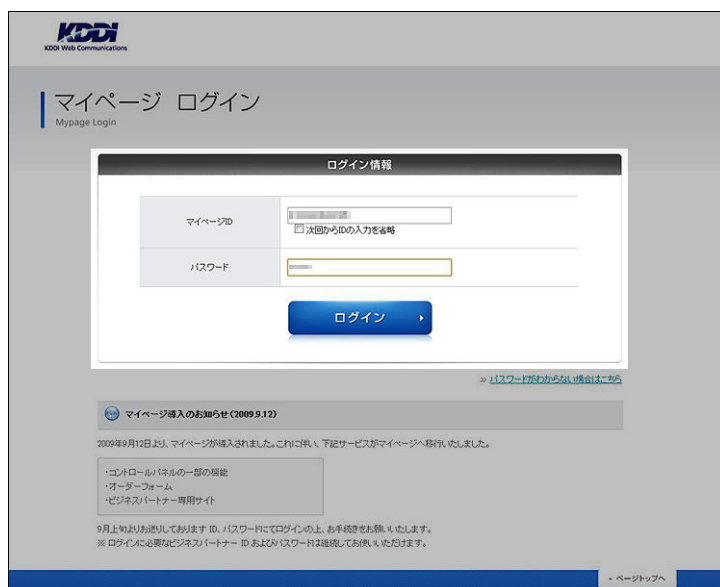 KDDI
KDDI Web Communications
マイページ ログイン
Mypage Login
ログイン情報
マイページID
次回からIDの入力を省略
パスワード
ログイン
» パスワードがわからない場合はこちら
マイページ導入のお知らせ(2009.9.12)
2009年9月12日より、マイページが導入されました。これに伴い、下記サービスがマイページへ移行いたしました。
・コントロールパネルの一部の機能
・オーダーフォーム
・ビジネスパートナー専用サイト
9月上旬よりお送りしております ID、パスワードにてログインの上、お手続きをお願いいたします。
※ ログインに必要なビジネスパートナー ID およびパスワードは継続してお使いいただけます。
ページトップへ